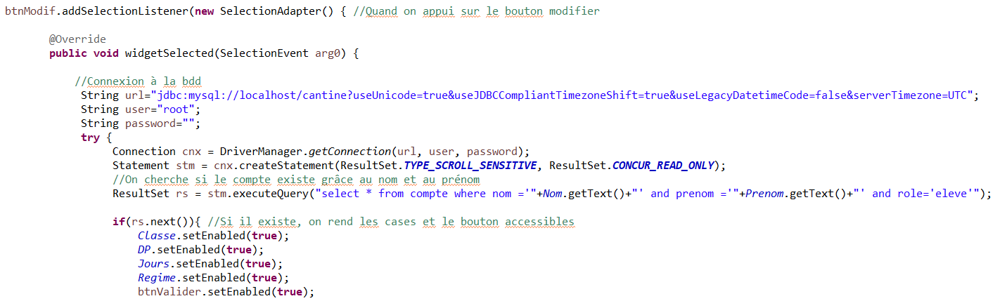 btnModif.addSelectionListener(new SelectionAdapter() { //Quand on appui sur le bouton modifier
@Override
public void widgetSelected(SelectionEvent arg0) {
//Connexion à la bdd
String url="jdbc:mysql://localhost/cantine?useUnicode=true&useJDBCCompliantTimezoneShift=true&useLegacyDatetimeCode=false&serverTimezone=UTC";
String user="root";
String password="";
try {
Connection cnx = DriverManager.getConnection(url, user, password);
Statement stm = cnx.createStatement(ResultSet.TYPE_SCROLL_SENSITIVE, ResultSet.CONCUR_READ_ONLY);
//On cherche si le compte existe grâce au nom et au prénom
ResultSet rs = stm.executeQuery("select * from compte where nom ='"+Nom.getText()+"' and prenom ='"+Prenom.getText()+"' and role='eleve'");
if(rs.next()){ //Si il existe, on rend les cases et le bouton accessibles
Classe.setEnabled(true);
DP.setEnabled(true);
Jours.setEnabled(true);
Regime.setEnabled(true);
btnValider.setEnabled(true);